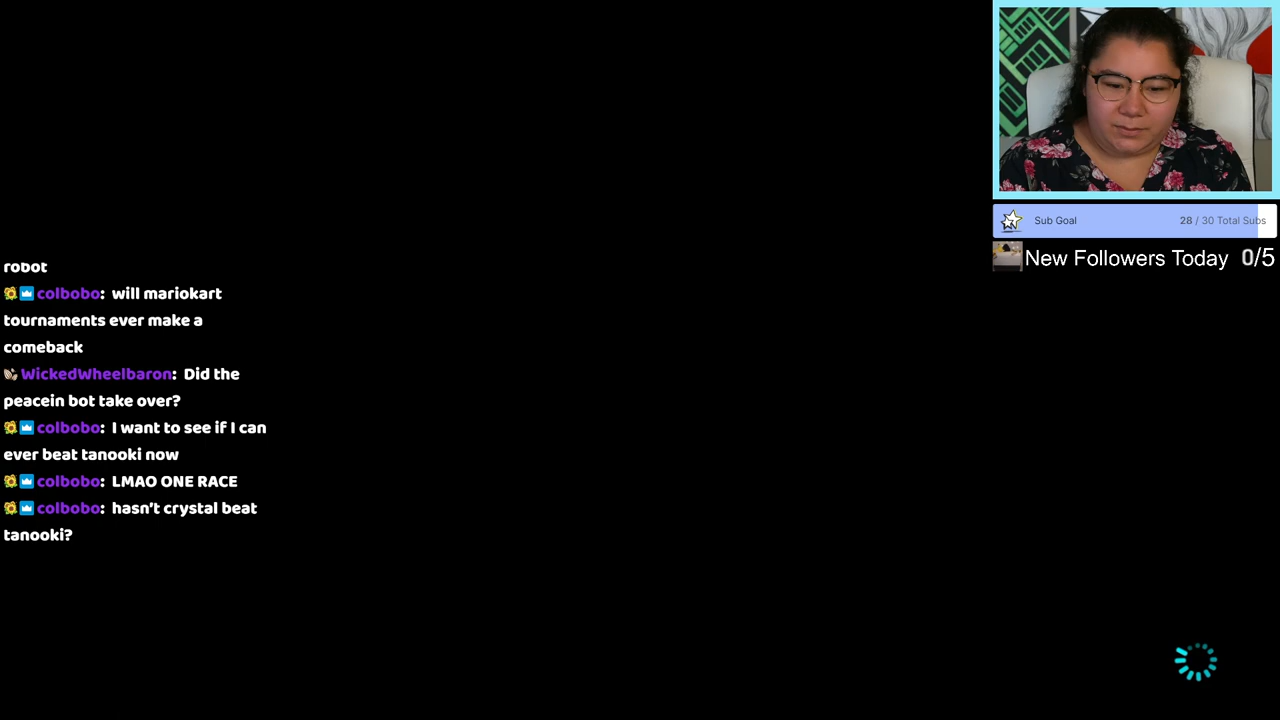 Sub Goal 28 / 30 Total Subs
New Followers Today 0/5
robot
colbobo: will mariokart
tournaments ever make a
comeback
WickedWheelbaron: Did the
peacein bot take over?
colbobo: I want to see if I can
ever beat tanooki now
colbobo: LMAO ONE RACE
colbobo: hasn't crystal beat
tanooki?